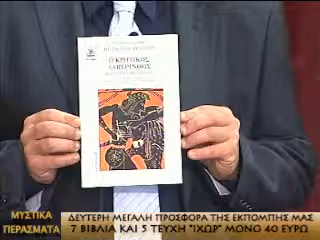 Ο ΚΡΗΤΙΚΟΣ
ΛΑΒΥΡΙΝΘΟΣ
ΜΥΣΤΙΚΑ
ΠΕΡΑΣΜΑΤΑ
ΔΕΥΤΕΡΗ ΜΕΓΑΛΗ ΠΡΟΣΦΟΡΑ ΤΗΣ ΕΚΠΟΜΠΗΣ ΜΑΣ
7 ΒΙΒΛΙΑ ΚΑΙ 5 ΤΕΥΧΗ "ΙΧΩΡ" ΜΟΝΟ 40 ΕΥΡΩ